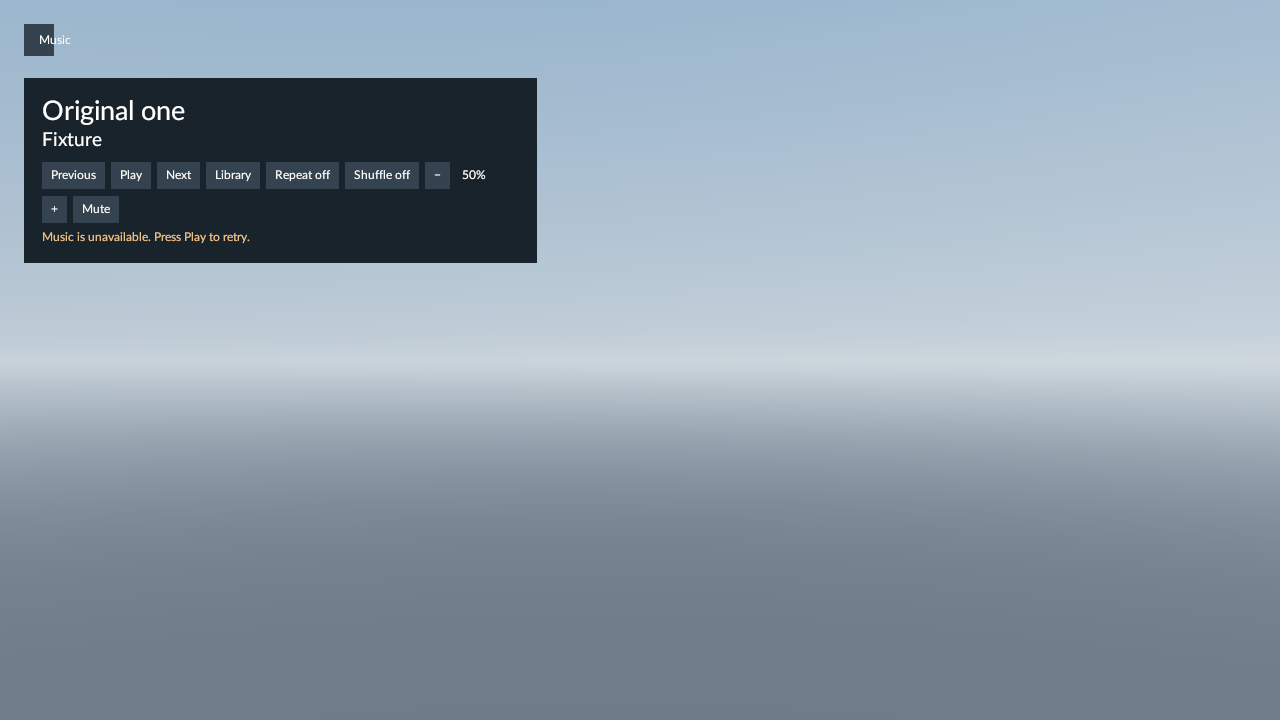 Music
Original one
Fixture
Previous Play Next Library Repeat off Shuffle off − 50%
+ Mute
Music is unavailable. Press Play to retry.